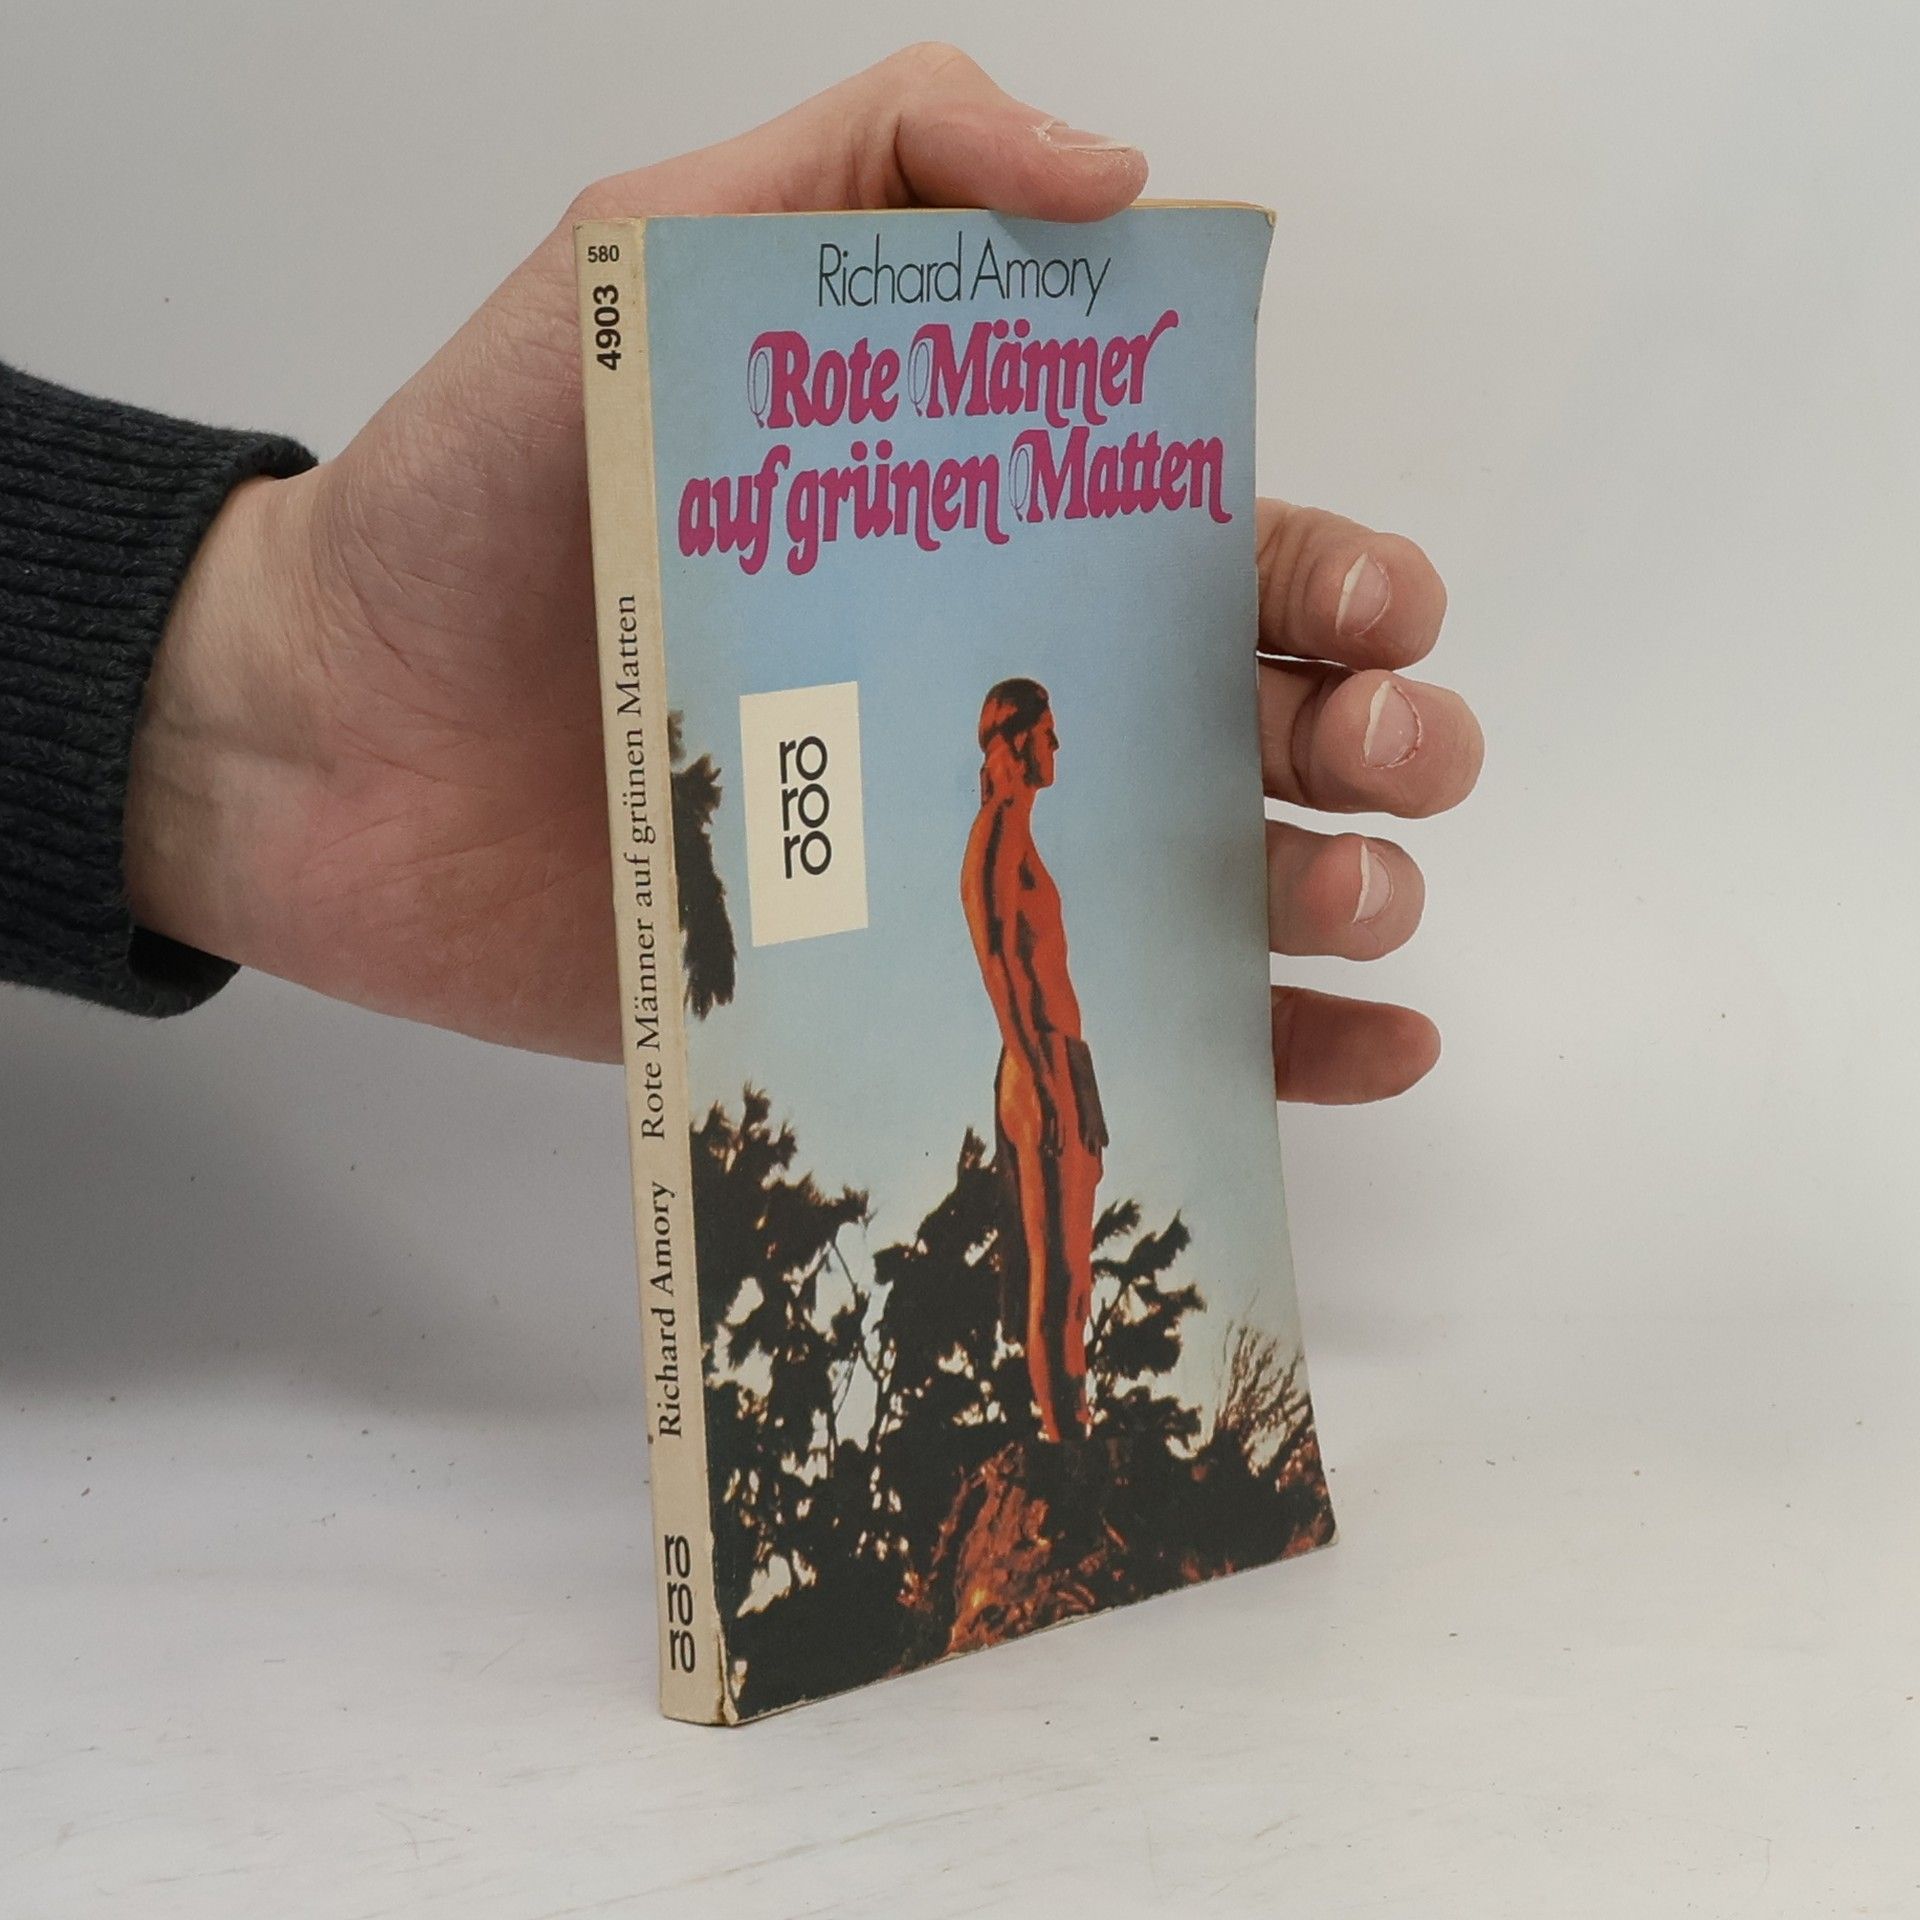 580
4903
Richard Amory Rote Männer auf grünen Matten
ro
ro
ro
Richard Amory
Rote Männer
auf grünen Matten
ro
ro
ro